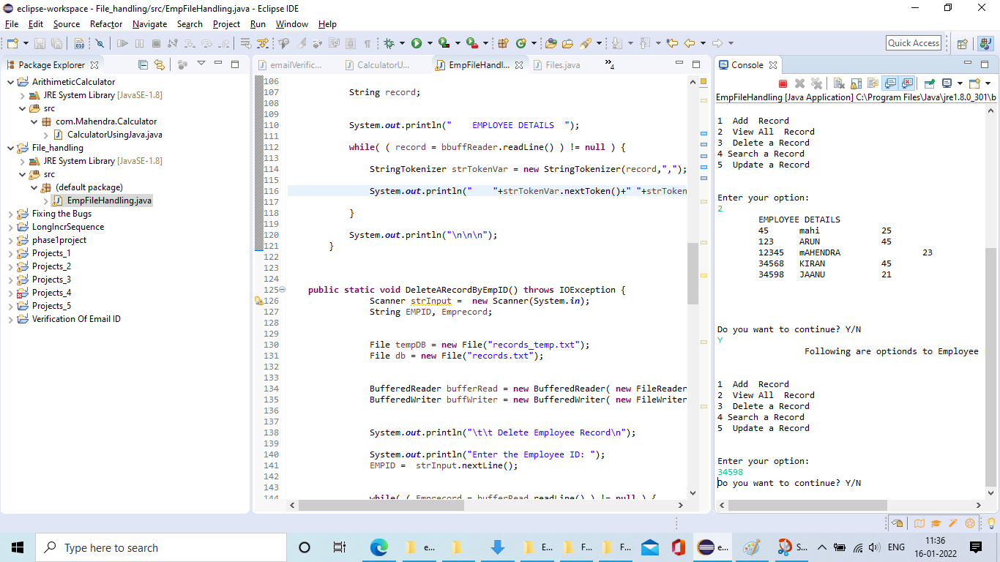 eclipse-workspace - File_handling/src/EmpFileHandling.java - Eclipse IDE
File Edit Source Refactor Navigate Search Project Run Window Help
Quick Access
Package Explorer
ArithimeticCalculator
JRE System Library [JavaSE-1.8]
src
com.Mahendra.Calculator
CalculatorUsingJava.java
File_handling
JRE System Library [JavaSE-1.8]
src
(default package)
EmpFileHandling.java
Fixing the Bugs
LongIncrSequence
phase1project
Projects_1
Projects_2
Projects_3
Projects_4
Projects_5
Verification Of Email ID
emailVerific... CalculatorU... EmpFileHandl... Files.java »4
106
107 String record;
108
109
110 System.out.println("    EMPLOYEE DETAILS  ");
111
112 while( ( record = bbuffReader.readLine() ) != null ) {
113
114 StringTokenizer strTokenVar = new StringTokenizer(record,",");
115
116 System.out.println("    "+strTokenVar.nextToken()+" "+strToken
117
118 }
119
120 System.out.println("\n\n\n");
121 }
122
123
124
125 public static void DeleteARecordByEmpID() throws IOException {
126 Scanner strInput =  new Scanner(System.in);
127 String EMPID, Emprecord;
128
129
130 File tempDB = new File("records_temp.txt");
131 File db = new File("records.txt");
132
133
134 BufferedReader bufferRead = new BufferedReader( new FileReader
135 BufferedWriter buffWriter = new BufferedWriter( new FileWriter
136
137
138 System.out.println("\t\t Delete Employee Record\n");
139
140 System.out.println("Enter the Employee ID: ");
141 EMPID =  strInput.nextLine();
142
143
144 while( ( Emprecord = bufferRead.readLine() ) != null ) {
Console
EmpFileHandling [Java Application] C:\Program Files\Java\jre1.8.0_301\b
1  Add  Record
2  View All  Record
3  Delete a Record
4 Search a Record
5  Update a Record
Enter your option:
2
EMPLOYEE DETAILS
45 mahi 25
123 ARUN 45
12345 mAHENDRA 23
34568 KIRAN 45
34598 JAANU 21
Do you want to continue? Y/N
Y
Following are optionds to Employee
1  Add  Record
2  View All  Record
3  Delete a Record
4 Search a Record
5  Update a Record
Enter your option:
34598
Do you want to continue? Y/N
Type here to search
e... E... F... F... e... S... ENG
11:36
16-01-2022